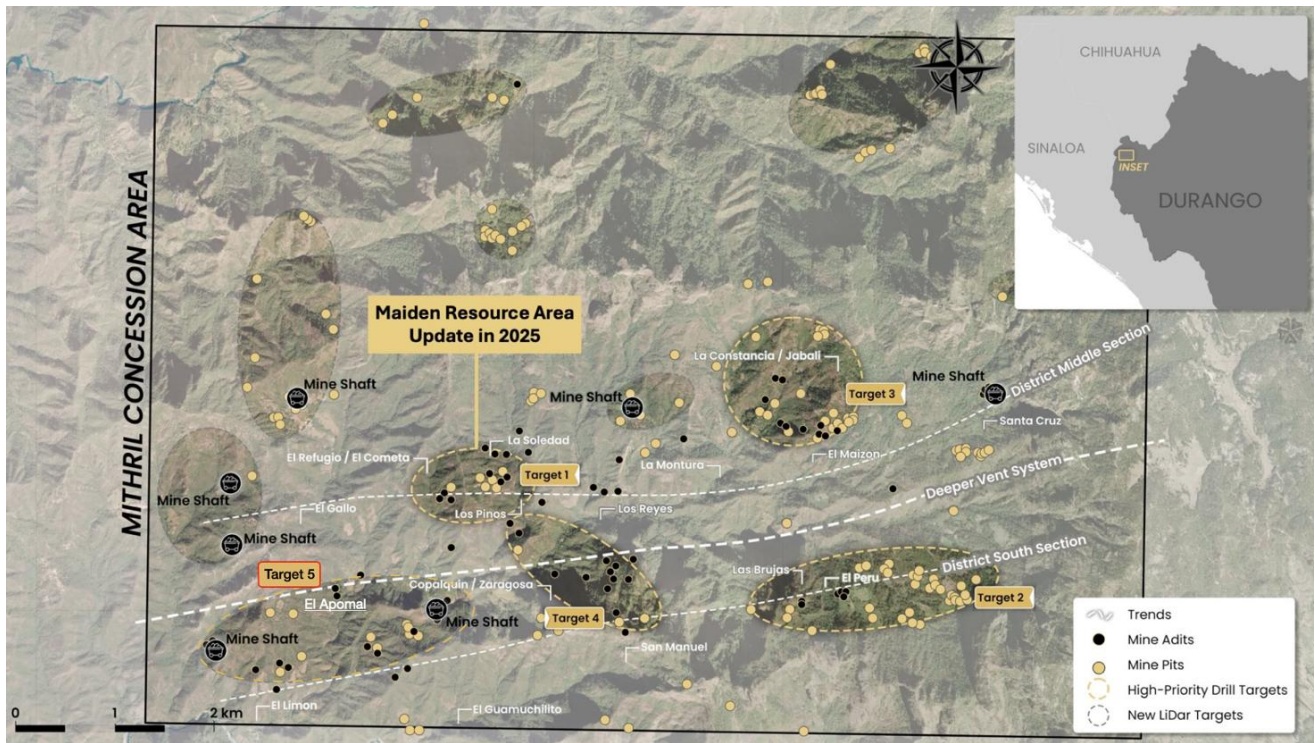 CHIHUAHUA
SINALOA
INSET
DURANGO
MITHRIL CONCESSION AREA
Maiden Resource Area
Update in 2025
La Constancia / Jabali
District Middle Section
Mine Shaft
Mine Shaft
Target 3
Mine Shaft
Santa Cruz
La Soledad
El Refugio / El Cometa
Target 1
La Montura
El Maizon
Deeper Vent System
Mine Shaft
El Gallo
Los Pinos
Los Reyes
Mine Shaft
District South Section
Target 5
Copalquin / Zaragosa
Las Brujas
El Peru
El Apomal
Mine Shaft
Target 4
Target 2
Mine Shaft
San Manuel
El Limon
El Guamuchilito
0 1 2 km
Trends
Mine Adits
Mine Pits
High-Priority Drill Targets
New LiDar Targets